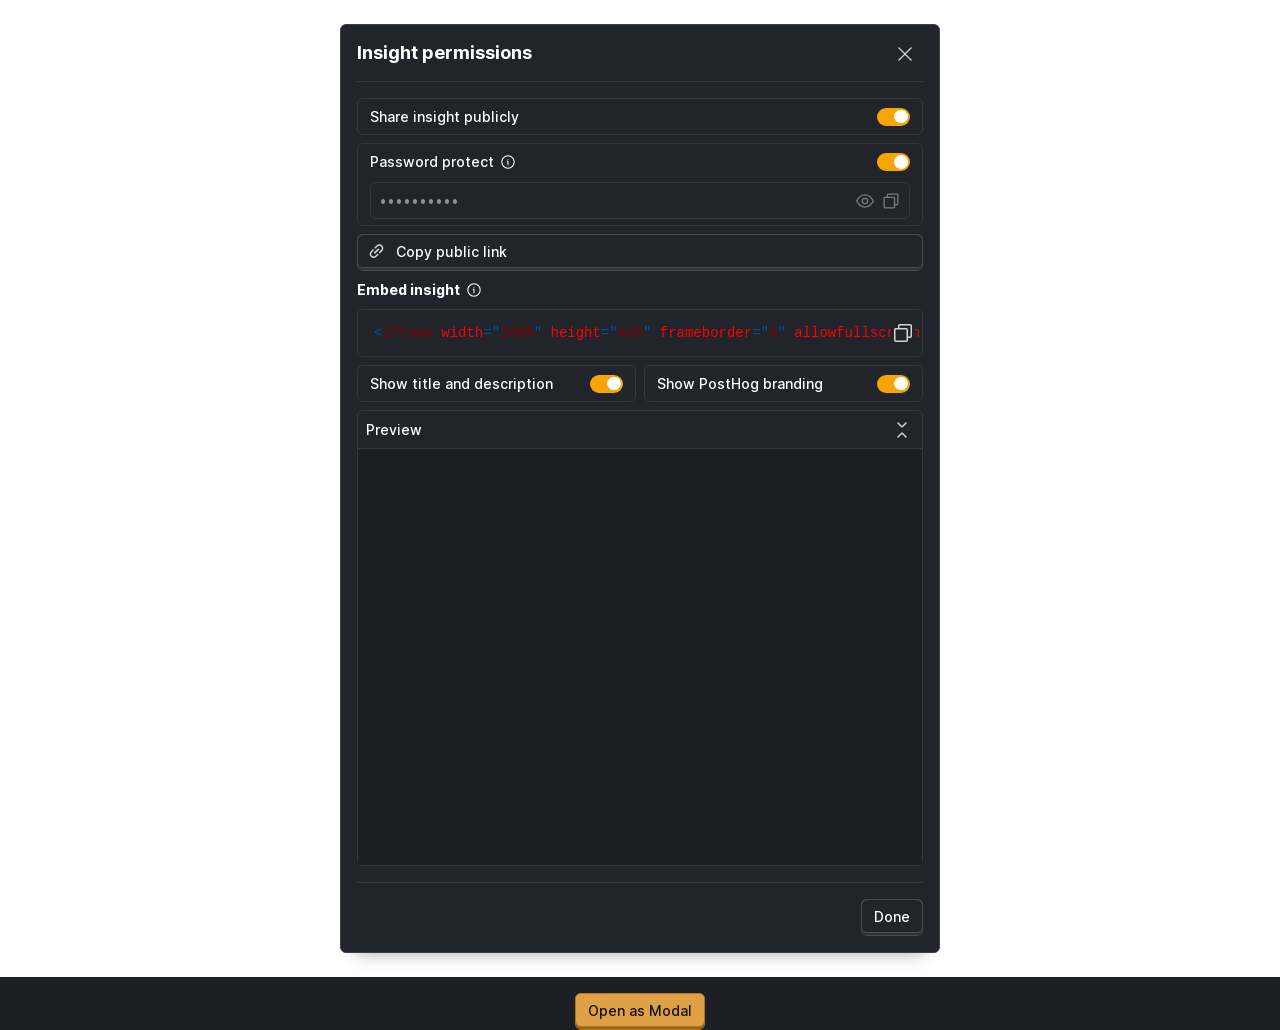 Insight permissions
Share insight publicly
Password protect
••••••••••
Copy public link
Embed insight
<iframe width="100%" height="400" frameborder="0" allowfullscreen
Show title and description
Show PostHog branding
Preview
Done
Open as Modal